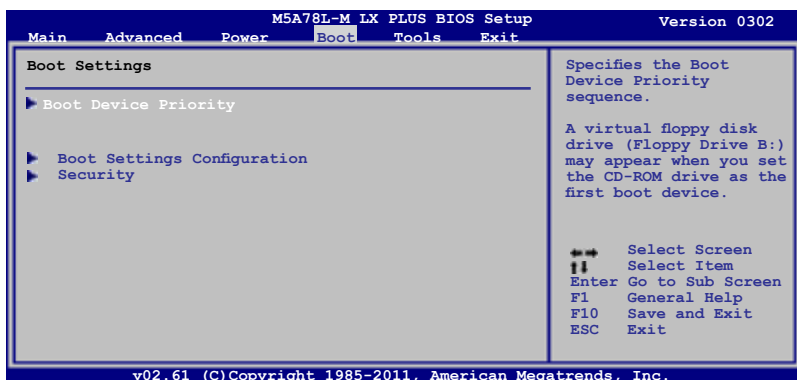 M5A78L-M LX PLUS BIOS Setup
Version 0302
Main Advanced Power Boot Tools Exit
Boot Settings
Boot Device Priority
Boot Settings Configuration
Security
Specifies the Boot
Device Priority
sequence.
A virtual floppy disk
drive (Floppy Drive B:)
may appear when you set
the CD-ROM drive as the
first boot device.
←→ Select Screen
↑↓ Select Item
Enter Go to Sub Screen
F1 General Help
F10 Save and Exit
ESC Exit
v02.61 (C)Copyright 1985-2011, American Megatrends, Inc.